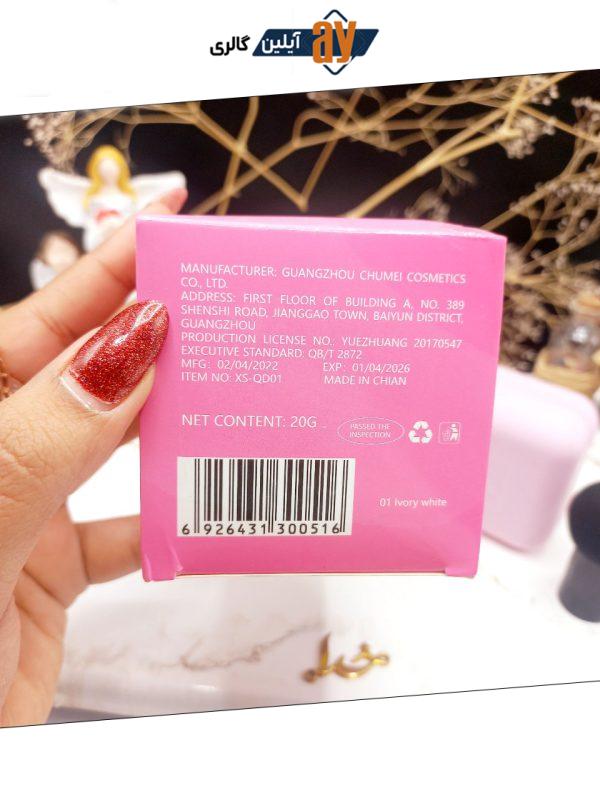 آیلین گالری
ay
MANUFACTURER: GUANGZHOU CHUMEI COSMETICS
CO., LTD.
ADDRESS: FIRST FLOOR OF BUILDING A, NO. 389
SHENSHI ROAD, JIANGGAO TOWN, BAIYUN DISTRICT,
GUANGZHOU
PRODUCTION LICENSE NO. YUEZHUANG 20170547
EXECUTIVE STANDARD: QB/T 2872
MFG: 02/04/2022 EXP: 01/04/2026
ITEM NO: XS-QD01 MADE IN CHIAN
NET CONTENT: 20G
PASSED THE
INSPECTION
6 926431 300516
01 Ivory white